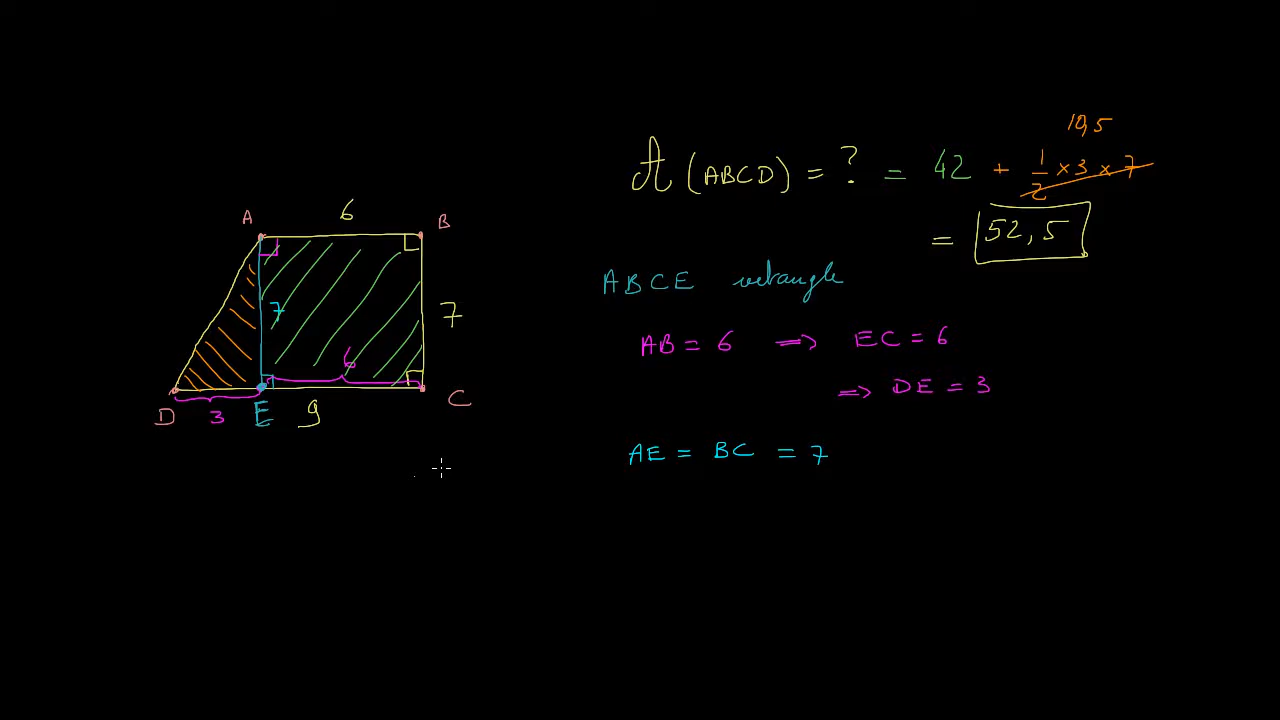 A (ABCD) = ? = 42 + 1/2 × 3 × 7
10,5
= 52,5
A 6 B
7
7
6
D 3 E 9 C
ABCE rectangle
AB = 6 ⇒ EC = 6
⇒ DE = 3
AE = BC = 7